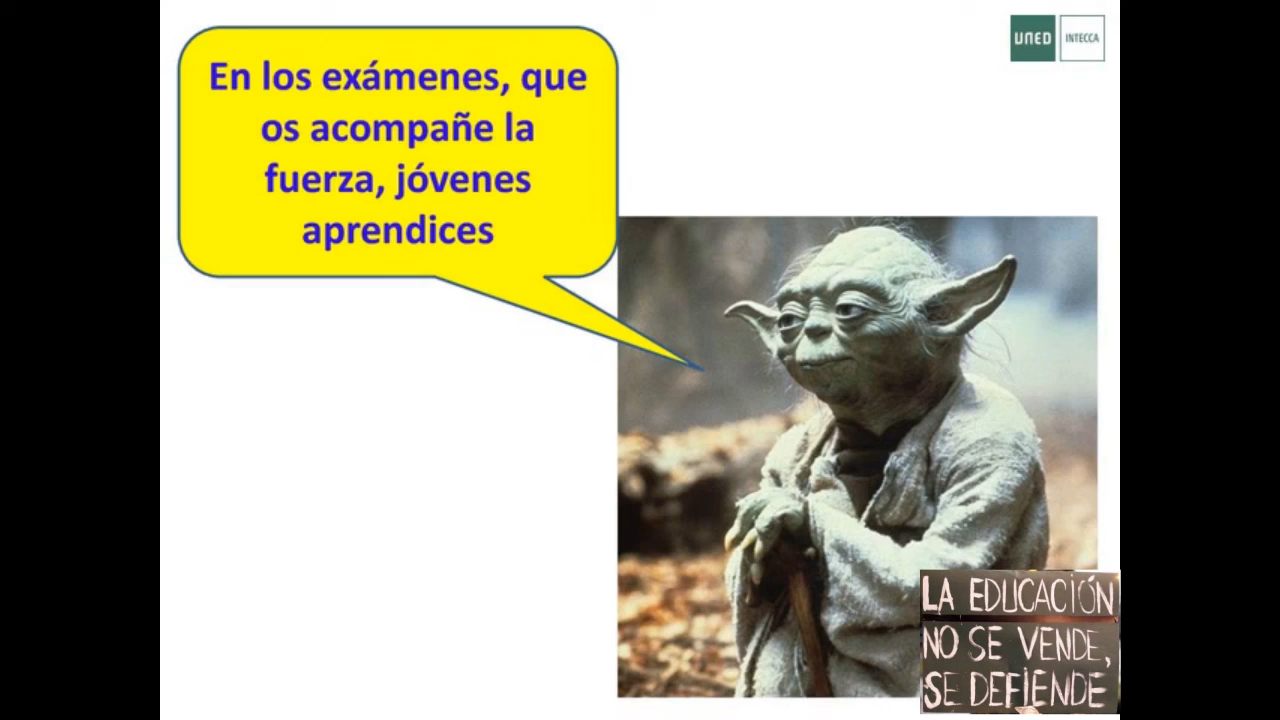 En los exámenes, que
os acompañe la
fuerza, jóvenes
aprendices
UNED
INTECCA
LA EDUCACIÓN
NO SE VENDE,
SE DEFIENDE